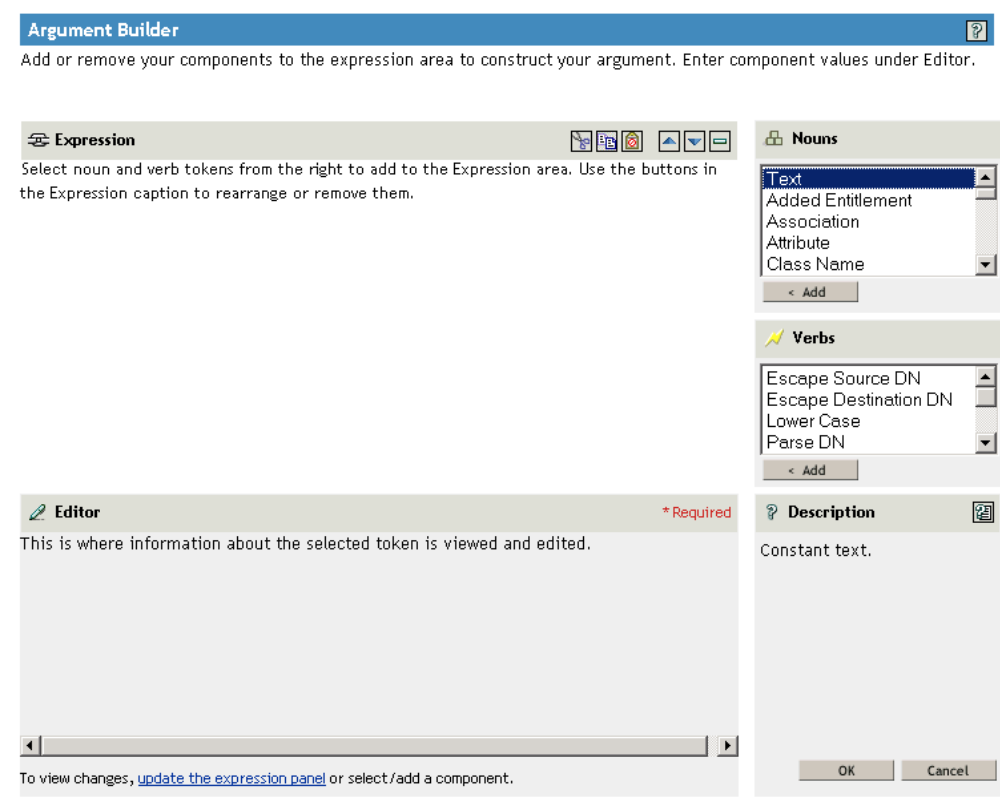 Argument Builder
Add or remove your components to the expression area to construct your argument. Enter component values under Editor.
Expression
Select noun and verb tokens from the right to add to the Expression area. Use the buttons in
the Expression caption to rearrange or remove them.
Nouns
Text
Added Entitlement
Association
Attribute
Class Name
< Add
Verbs
Escape Source DN
Escape Destination DN
Lower Case
Parse DN
< Add
Editor
* Required
This is where information about the selected token is viewed and edited.
To view changes, update the expression panel or select/add a component.
Description
Constant text.
OK
Cancel